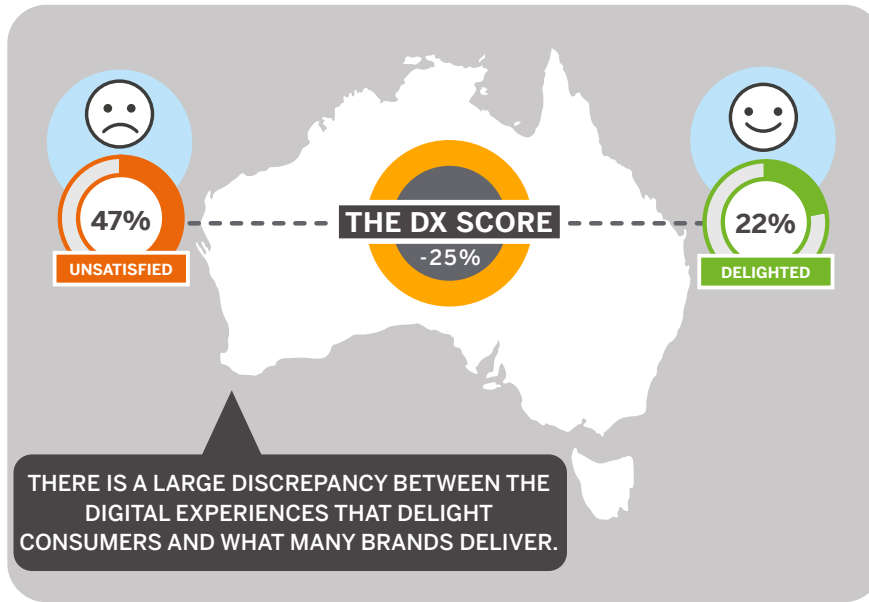 47%
UNSATISFIED
THE DX SCORE
-25%
22%
DELIGHTED
THERE IS A LARGE DISCREPANCY BETWEEN THE
DIGITAL EXPERIENCES THAT DELIGHT
CONSUMERS AND WHAT MANY BRANDS DELIVER.